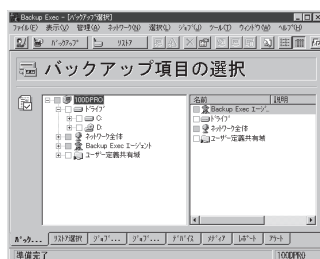 Backup Exec - [バックアップ選択]
ファイル(F) 表示(V) 管理(A) ネットワーク(N) 選択(L) ジョブ(J) ツール(T) ウィンドウ(W) ヘルプ(H)
バックアップ リストア
バックアップ項目の選択
100DPRO
ドライブ
C:
D:
ネットワーク全体
Backup Exec エージェント
ユーザー定義共有域
名前 説明
Backup Exec エージェン
ドライブ
ネットワーク全体
ユーザー定義共有域
バック... リストア選択 ジョブ... ジョブ... デバイス メディア レポート アラート
準備完了 100DPRO